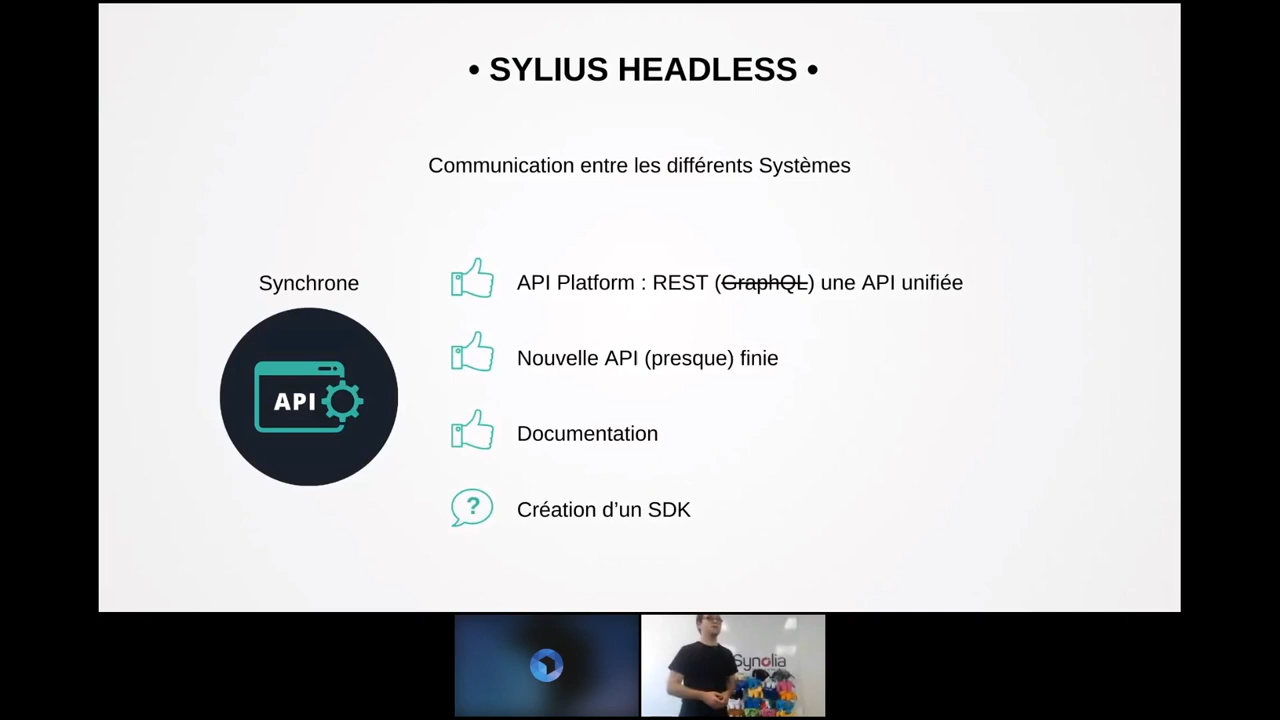 • SYLIUS HEADLESS •
Communication entre les différents Systèmes
Synchrone
API
API Platform : REST (GraphQL) une API unifiée
Nouvelle API (presque) finie
Documentation
?
Création d’un SDK
Synolia